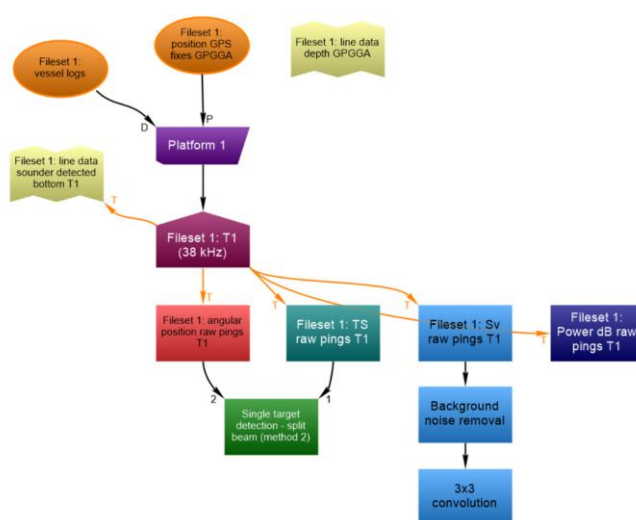 Fileset 1:
vessel logs
Fileset 1:
position GPS
fixes GPGGA
Fileset 1: line data
depth GPGGA
D
P
Platform 1
Fileset 1: line data
sounder detected
bottom T1
T
Fileset 1: T1
(38 kHz)
T
T
T
T
Fileset 1: angular
position raw pings
T1
Fileset 1: TS
raw pings T1
Fileset 1: Sv
raw pings T1
Fileset 1:
Power dB raw
pings T1
2
1
Single target
detection - split
beam (method 2)
Background
noise removal
3x3
convolution